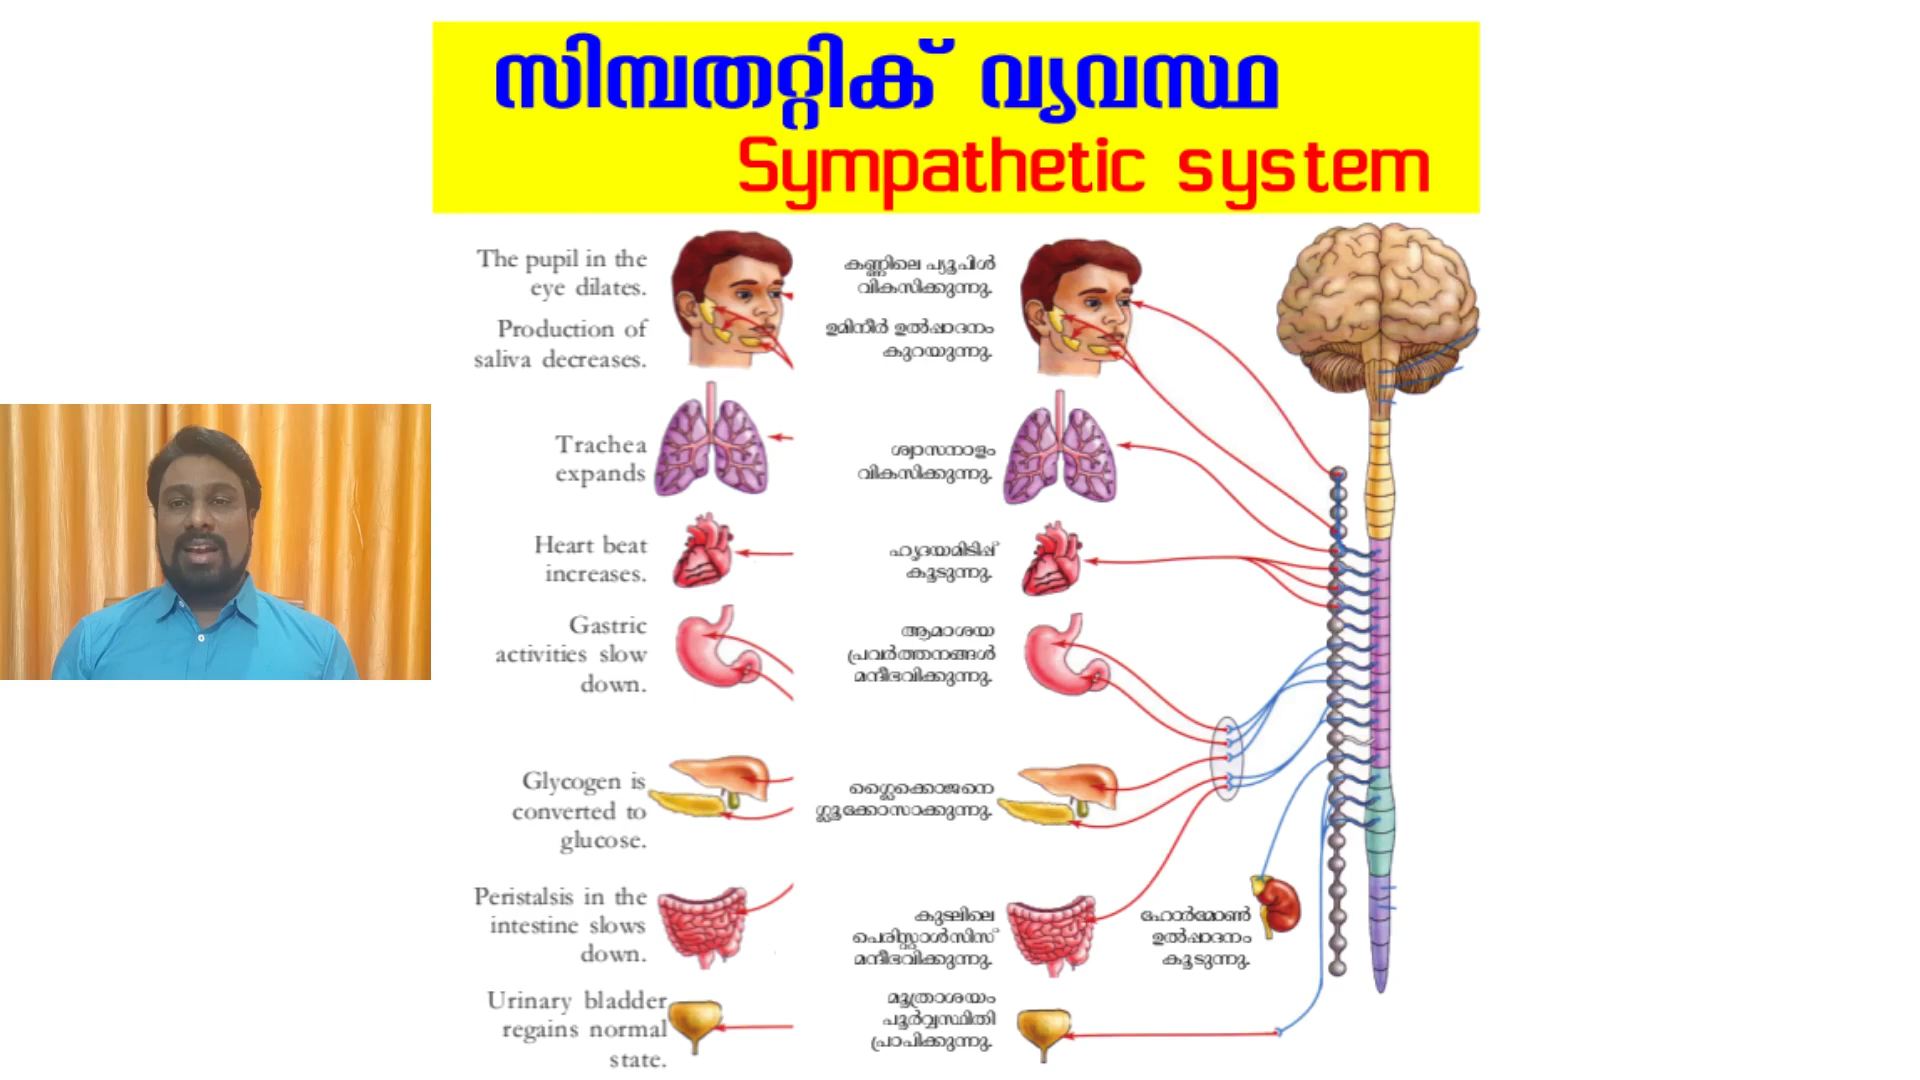 സിമ്പതറ്റിക് വ്യവസ്ഥ
Sympathetic system
The pupil in the
eye dilates.
Production of
saliva decreases.
Trachea
expands
Heart beat
increases.
Gastric
activities slow
down.
Glycogen is
converted to
glucose.
Peristalsis in the
intestine slows
down.
Urinary bladder
regains normal
state.
കണ്ണിലെ പ്യൂപിൾ
വികസിക്കുന്നു.
ഉമിനീർ ഉൽപ്പാദനം
കുറയുന്നു.
ശ്വാസനാളം
വികസിക്കുന്നു.
ഹൃദയമിടിപ്പ്
കൂടുന്നു.
ആമാശയ
പ്രവർത്തനങ്ങൾ
മന്ദീഭവിക്കുന്നു.
ഗ്ലൈക്കൊജനെ
ഗ്ലൂക്കോസാക്കുന്നു.
കുടലിലെ
പെരിസ്റ്റാൾസിസ്
മന്ദീഭവിക്കുന്നു.
ഹോർമോൺ
ഉൽപ്പാദനം
കൂടുന്നു.
മൂത്രാശയം
പൂർവ്വസ്ഥിതി
പ്രാപിക്കുന്നു.